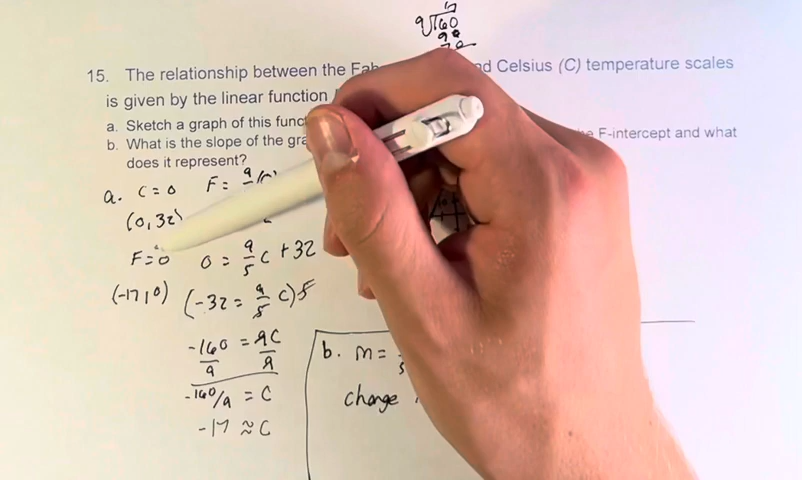 17
9√160
9
70
15. The relationship between the Fah nd Celsius (C) temperature scales
is given by the linear function
a. Sketch a graph of this func
b. What is the slope of the gra e F-intercept and what
does it represent?
a. C = 0 F = 9/
(0, 32)
F = 0 0 = 9/5 C + 32
(-17, 0) (-32 = 9/5 C) 5
-160/9 = 9C/9
-160/9 = C
-17 ≈ C
b. m =
5
change